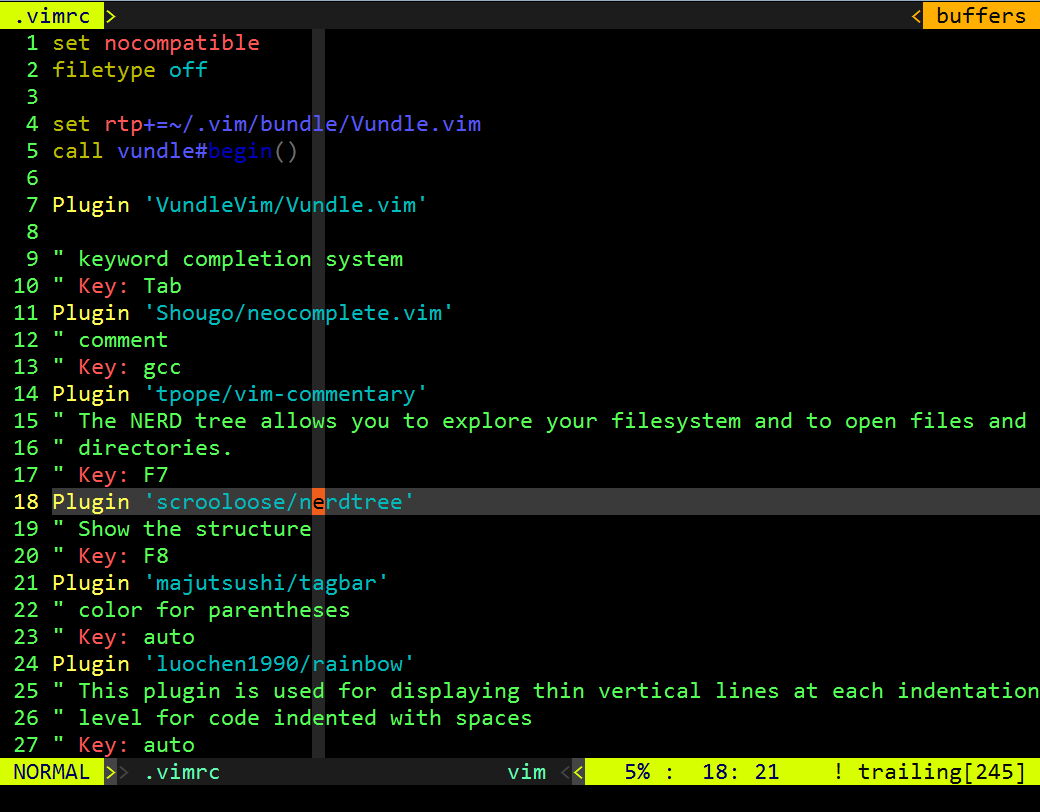 .vimrc > < buffers
1 set nocompatible
2 filetype off
3
4 set rtp+=~/.vim/bundle/Vundle.vim
5 call vundle#begin()
6
7 Plugin 'VundleVim/Vundle.vim'
8
9 " keyword completion system
10 " Key: Tab
11 Plugin 'Shougo/neocomplete.vim'
12 " comment
13 " Key: gcc
14 Plugin 'tpope/vim-commentary'
15 " The NERD tree allows you to explore your filesystem and to open files and
16 " directories.
17 " Key: F7
18 Plugin 'scrooloose/nerdtree'
19 " Show the structure
20 " Key: F8
21 Plugin 'majutsushi/tagbar'
22 " color for parentheses
23 " Key: auto
24 Plugin 'luochen1990/rainbow'
25 " This plugin is used for displaying thin vertical lines at each indentation
26 " level for code indented with spaces
27 " Key: auto
NORMAL >> .vimrc vim << 5% : 18: 21 ! trailing[245]